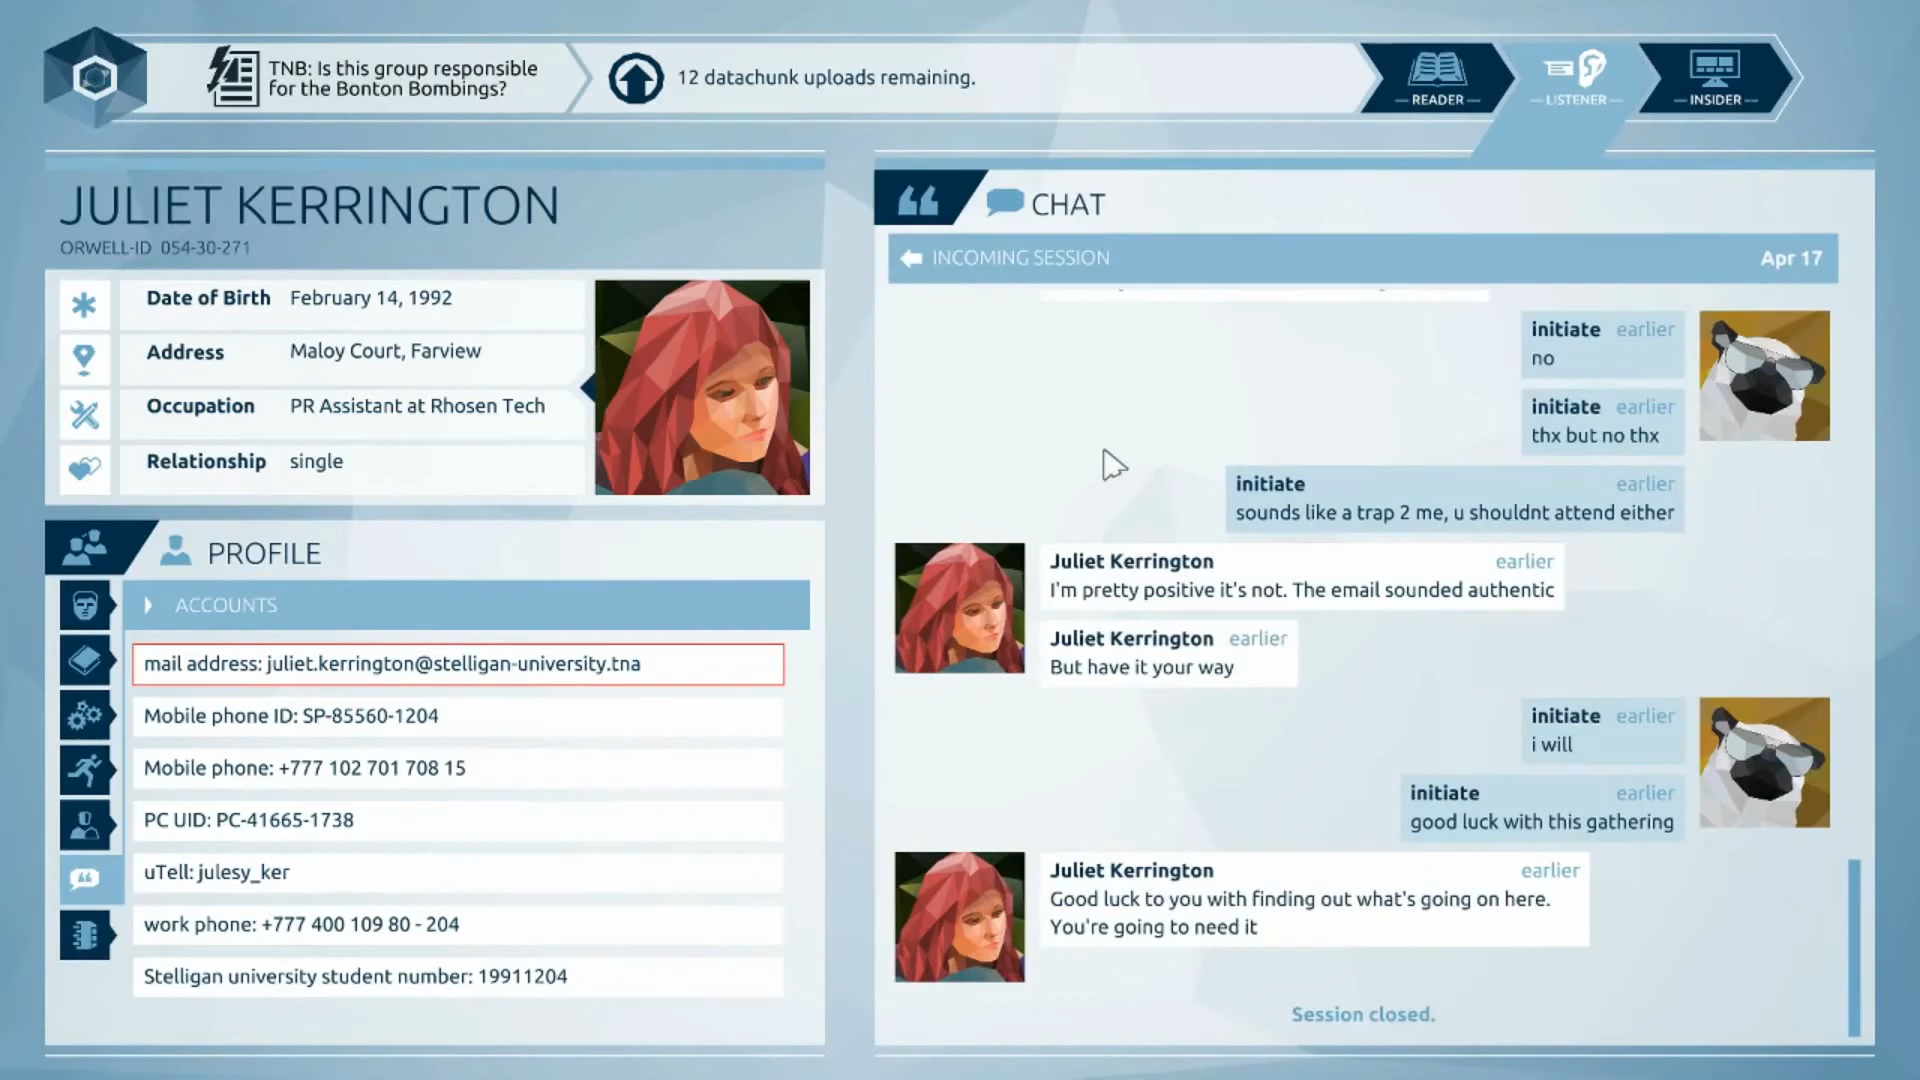 TNB: Is this group responsible
for the Bonton Bombings?
12 datachunk uploads remaining.
READER
LISTENER
INSIDER
JULIET KERRINGTON
ORWELL-ID 054-30-271
Date of Birth February 14, 1992
Address Maloy Court, Farview
Occupation PR Assistant at Rhosen Tech
Relationship single
PROFILE
ACCOUNTS
mail address: juliet.kerrington@stelligan-university.tna
Mobile phone ID: SP-85560-1204
Mobile phone: +777 102 701 708 15
PC UID: PC-41665-1738
uTell: julesy_ker
work phone: +777 400 109 80 - 204
Stelligan university student number: 19911204
CHAT
INCOMING SESSION Apr 17
initiate earlier
no
initiate earlier
thx but no thx
initiate earlier
sounds like a trap 2 me, u shouldnt attend either
Juliet Kerrington earlier
I'm pretty positive it's not. The email sounded authentic
Juliet Kerrington earlier
But have it your way
initiate earlier
i will
initiate earlier
good luck with this gathering
Juliet Kerrington earlier
Good luck to you with finding out what's going on here.
You're going to need it
Session closed.